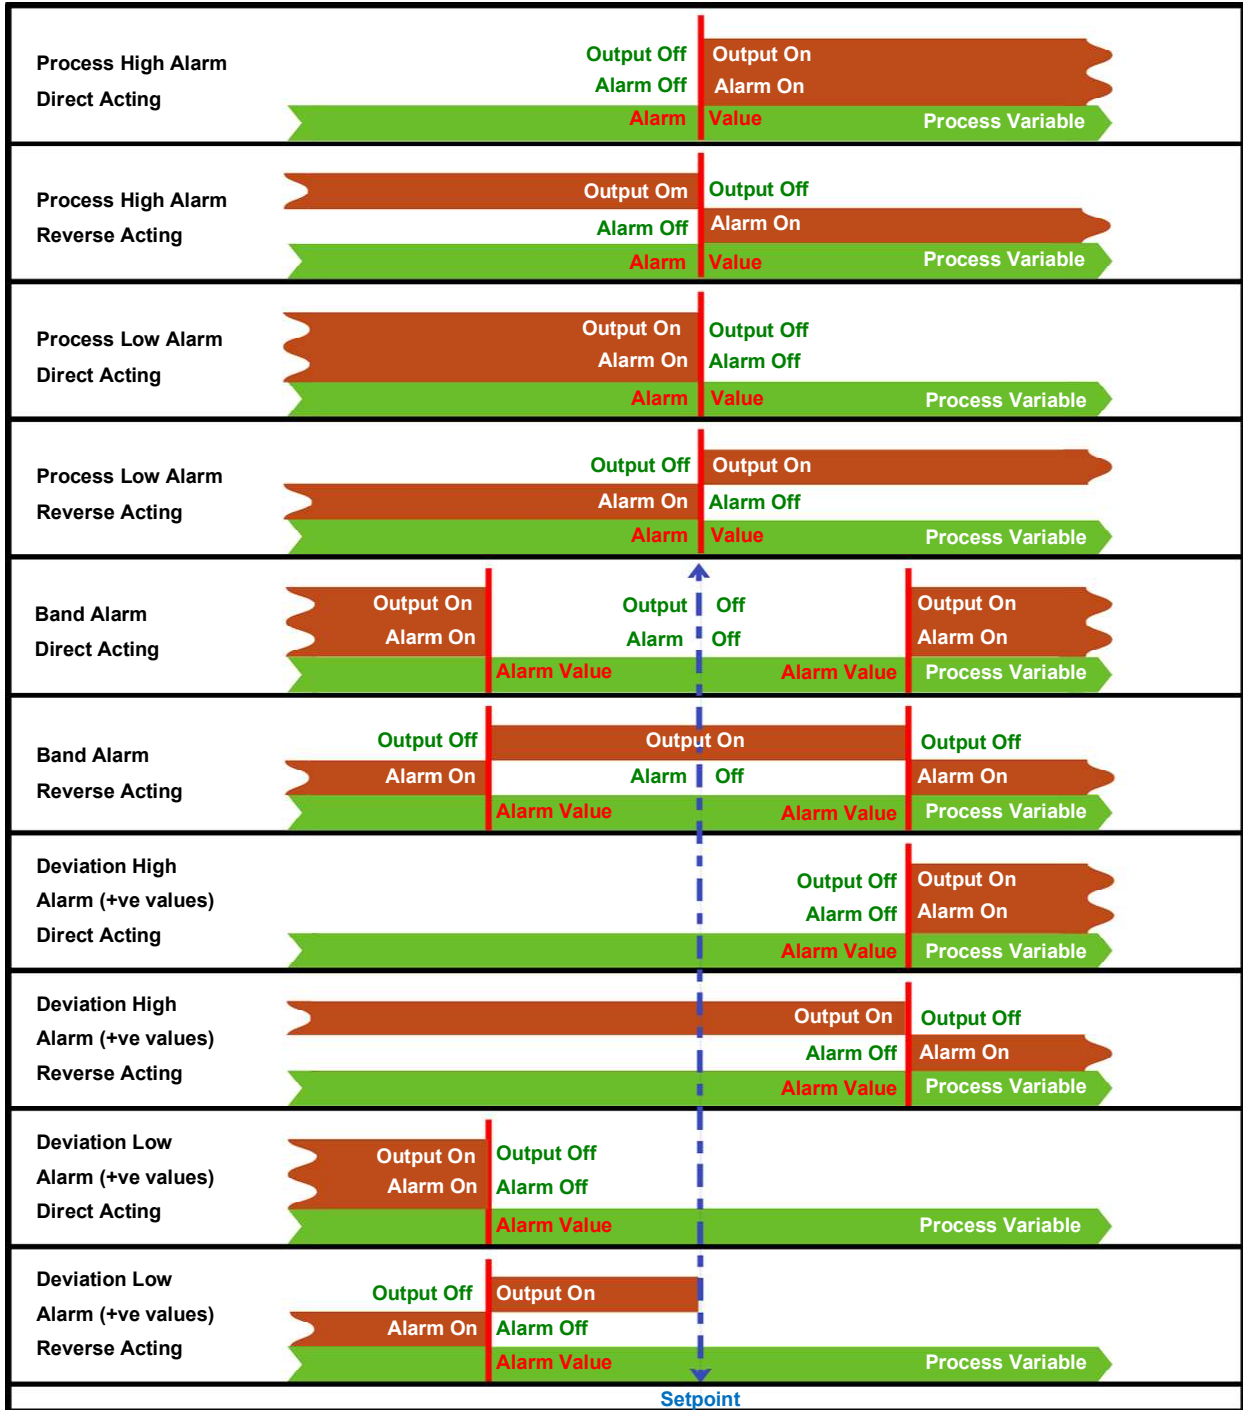 Process High Alarm
Direct Acting
Output Off Output On
Alarm Off Alarm On
Alarm Value Process Variable
Process High Alarm
Reverse Acting
Output Om Output Off
Alarm Off Alarm On
Alarm Value Process Variable
Process Low Alarm
Direct Acting
Output On Output Off
Alarm On Alarm Off
Alarm Value Process Variable
Process Low Alarm
Reverse Acting
Output Off Output On
Alarm On Alarm Off
Alarm Value Process Variable
Band Alarm
Direct Acting
Output On Output Off Output On
Alarm On Alarm Off Alarm On
Alarm Value Alarm Value Process Variable
Band Alarm
Reverse Acting
Output Off Output On Output Off
Alarm On Alarm Off Alarm On
Alarm Value Alarm Value Process Variable
Deviation High
Alarm (+ve values)
Direct Acting
Output Off Output On
Alarm Off Alarm On
Alarm Value Process Variable
Deviation High
Alarm (+ve values)
Reverse Acting
Output On Output Off
Alarm Off Alarm On
Alarm Value Process Variable
Deviation Low
Alarm (+ve values)
Direct Acting
Output On Output Off
Alarm On Alarm Off
Alarm Value Process Variable
Deviation Low
Alarm (+ve values)
Reverse Acting
Output Off Output On
Alarm On Alarm Off
Alarm Value Process Variable
Setpoint